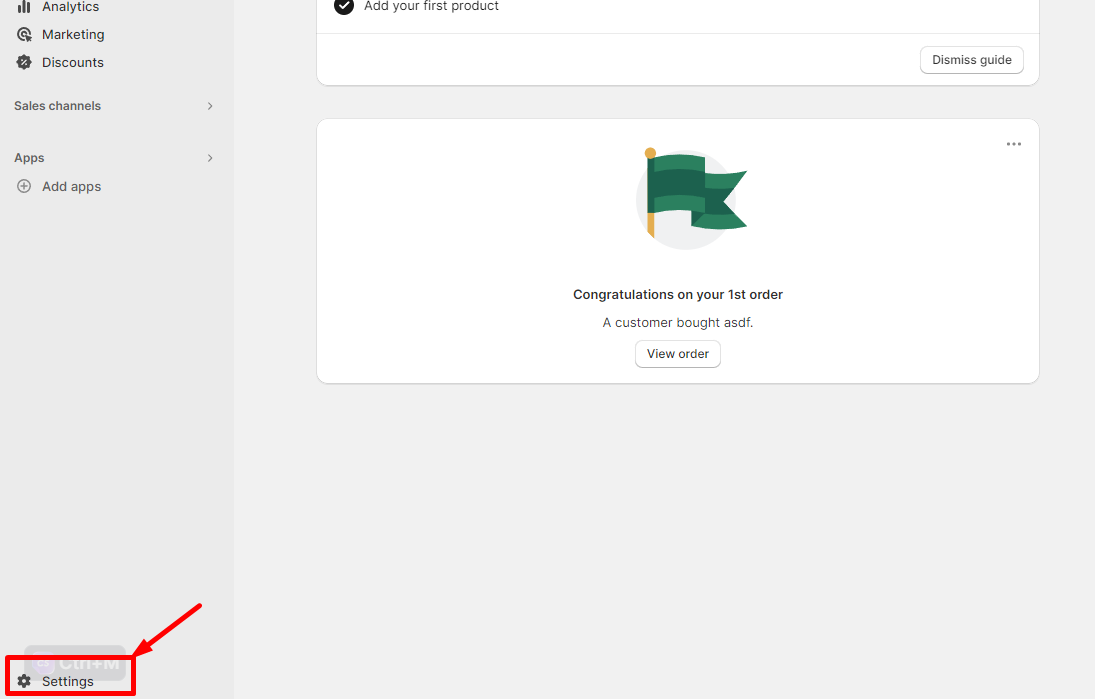 Analytics
Marketing
Discounts
Sales channels
Apps
Add apps
Ctrl+M
Settings
Add your first product
Dismiss guide
Congratulations on your 1st order
A customer bought asdf.
View order